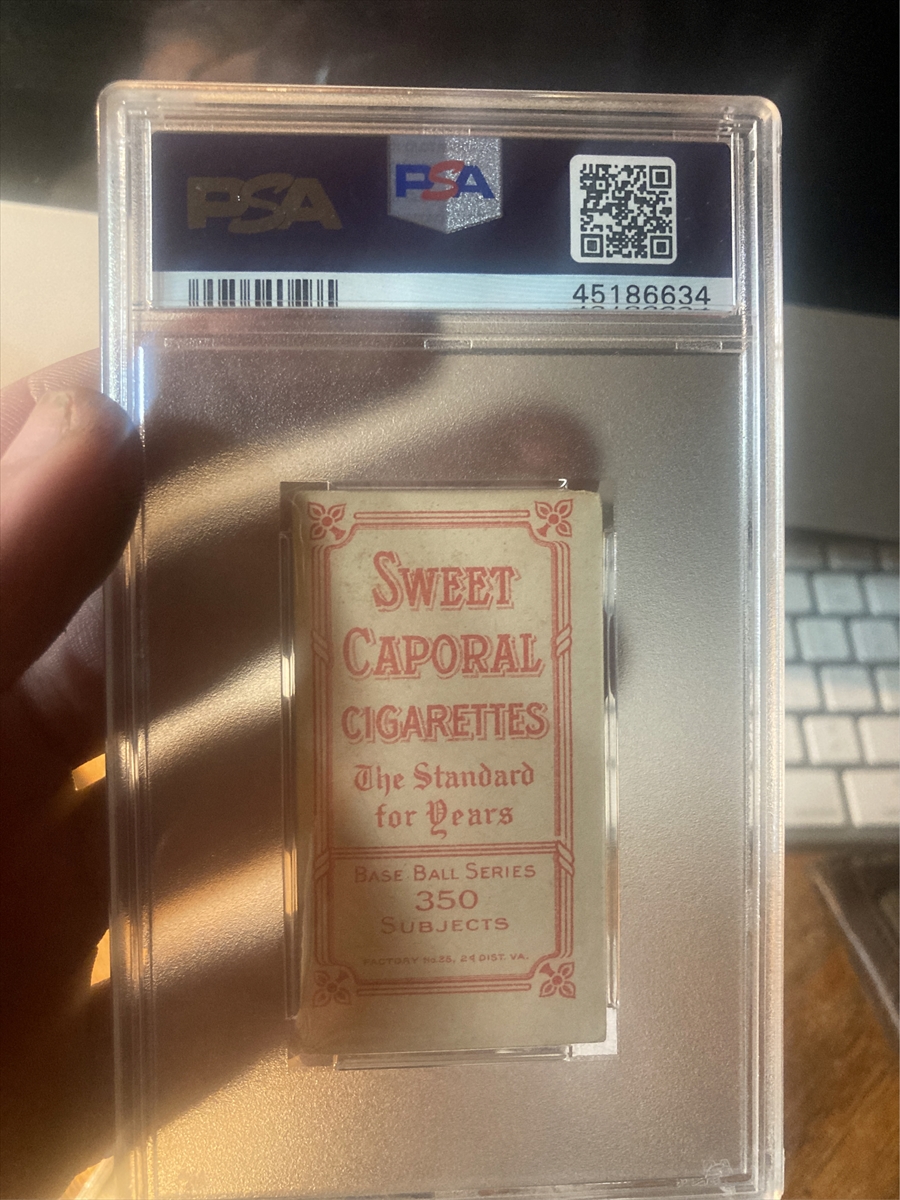 PSA
PSA
45186634
SWEET
CAPORAL
CIGARETTES
The Standard
for Years
BASE BALL SERIES
350
SUBJECTS
FACTORY No 25, 2d DIST. VA.